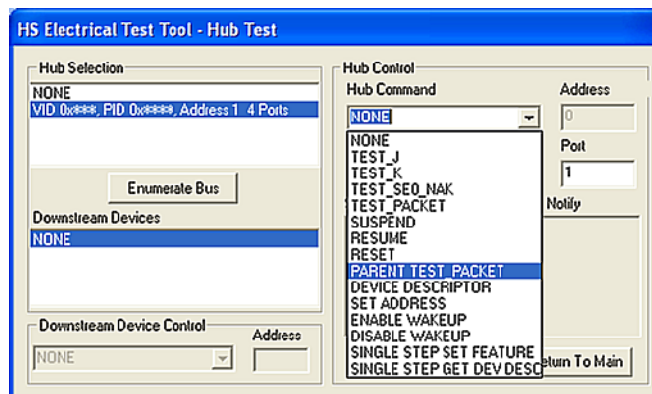 HS Electrical Test Tool - Hub Test
Hub Selection
NONE
VID 0x***, PID 0x****, Address 1 4 Ports
Enumerate Bus
Downstream Devices
NONE
Downstream Device Control
Address
NONE
Hub Control
Hub Command
Address
NONE
0
Port
1
NONE
TEST_J
TEST_K
TEST_SE0_NAK
TEST_PACKET
SUSPEND
RESUME
RESET
PARENT TEST_PACKET
DEVICE DESCRIPTOR
SET ADDRESS
ENABLE WAKEUP
DISABLE WAKEUP
SINGLE STEP SET FEATURE
SINGLE STEP GET DEV DESC
Notify
eturn To Main